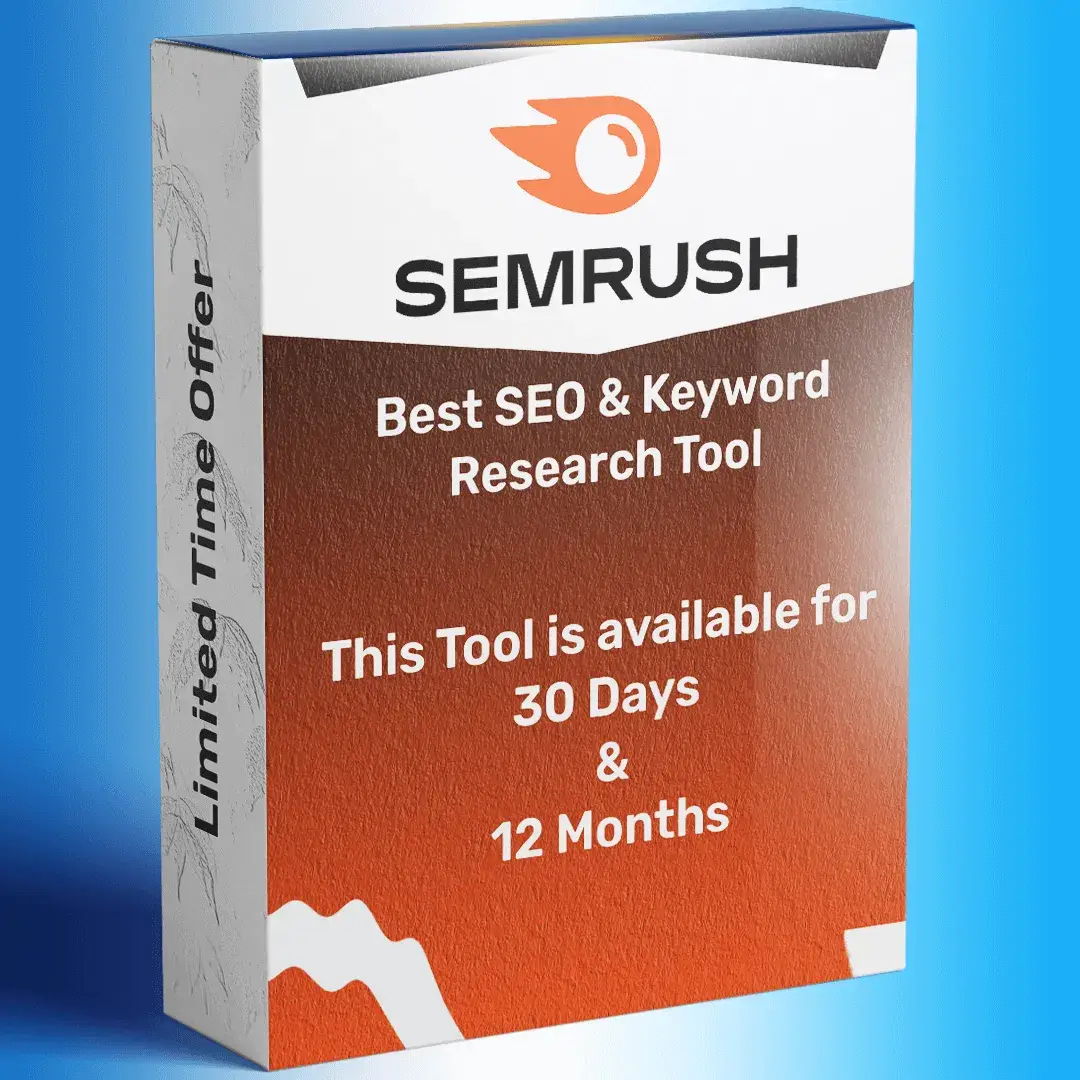 SEMRUSH
Best SEO & Keyword
Research Tool
This Tool is available for
30 Days
&
12 Months
Limited Time Offer